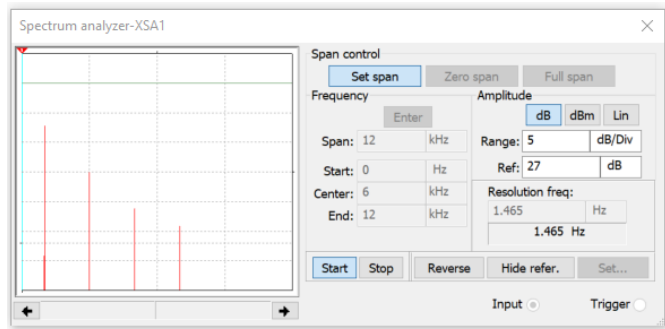 Spectrum analyzer-XSA1
Span control
Set span Zero span Full span
Frequency
Enter
Span: 12 kHz
Start: 0 Hz
Center: 6 kHz
End: 12 kHz
Amplitude
dB dBm Lin
Range: 5 dB/Div
Ref: 27 dB
Resolution freq:
1.465 Hz
1.465 Hz
Start Stop Reverse Hide refer. Set...
Input Trigger